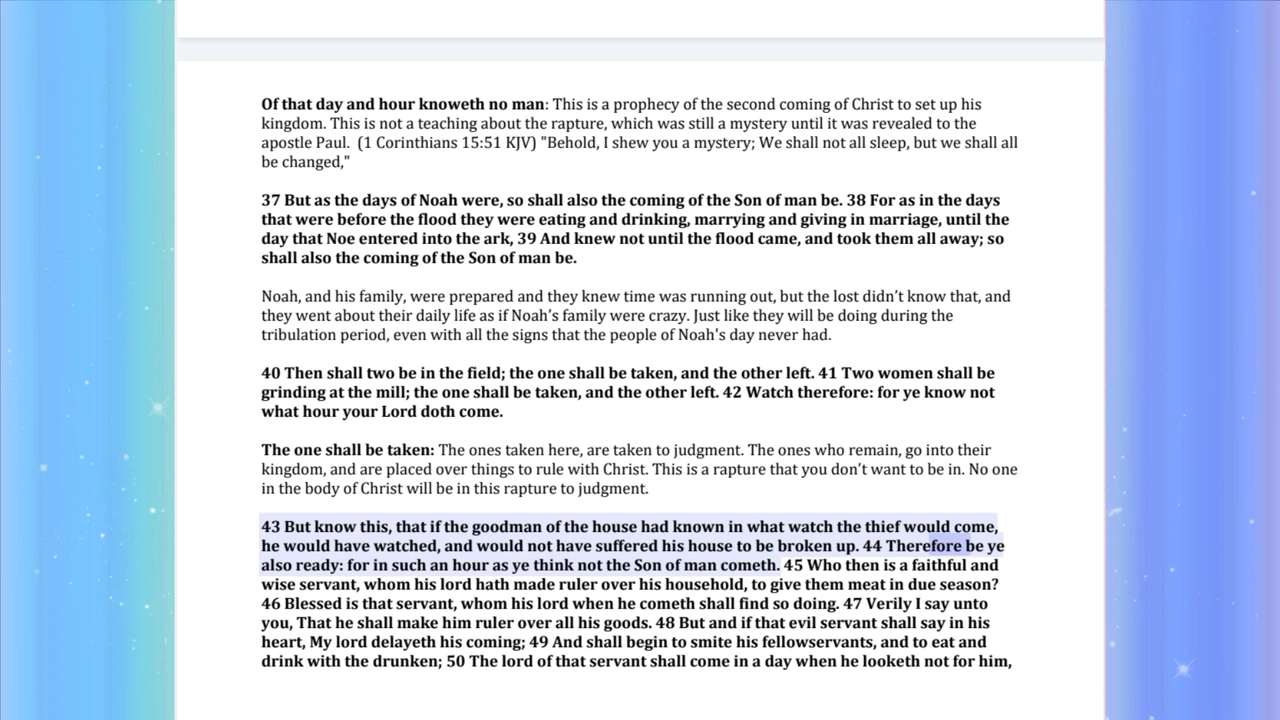 Of that day and hour knoweth no man: This is a prophecy of the second coming of Christ to set up his
kingdom. This is not a teaching about the rapture, which was still a mystery until it was revealed to the
apostle Paul.  (1 Corinthians 15:51 KJV) "Behold, I shew you a mystery; We shall not all sleep, but we shall all
be changed,"
37 But as the days of Noah were, so shall also the coming of the Son of man be. 38 For as in the days
that were before the flood they were eating and drinking, marrying and giving in marriage, until the
day that Noe entered into the ark, 39 And knew not until the flood came, and took them all away; so
shall also the coming of the Son of man be.
Noah, and his family, were prepared and they knew time was running out, but the lost didn’t know that, and
they went about their daily life as if Noah’s family were crazy. Just like they will be doing during the
tribulation period, even with all the signs that the people of Noah's day never had.
40 Then shall two be in the field; the one shall be taken, and the other left. 41 Two women shall be
grinding at the mill; the one shall be taken, and the other left. 42 Watch therefore: for ye know not
what hour your Lord doth come.
The one shall be taken: The ones taken here, are taken to judgment. The ones who remain, go into their
kingdom, and are placed over things to rule with Christ. This is a rapture that you don’t want to be in. No one
in the body of Christ will be in this rapture to judgment.
43 But know this, that if the goodman of the house had known in what watch the thief would come,
he would have watched, and would not have suffered his house to be broken up. 44 Therefore be ye
also ready: for in such an hour as ye think not the Son of man cometh. 45 Who then is a faithful and
wise servant, whom his lord hath made ruler over his household, to give them meat in due season?
46 Blessed is that servant, whom his lord when he cometh shall find so doing. 47 Verily I say unto
you, That he shall make him ruler over all his goods. 48 But and if that evil servant shall say in his
heart, My lord delayeth his coming; 49 And shall begin to smite his fellowservants, and to eat and
drink with the drunken; 50 The lord of that servant shall come in a day when he looketh not for him,